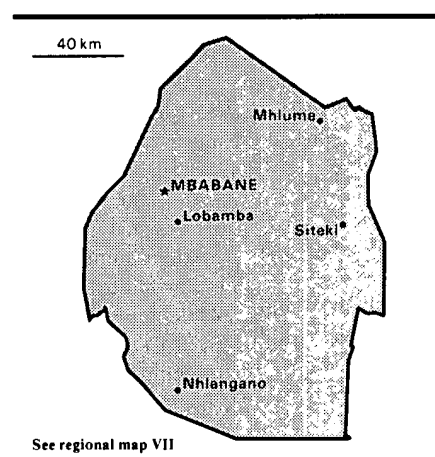 40 km
Mhlume
MBABANE
Lobamba
Siteki
Nhlangano
See regional map VII